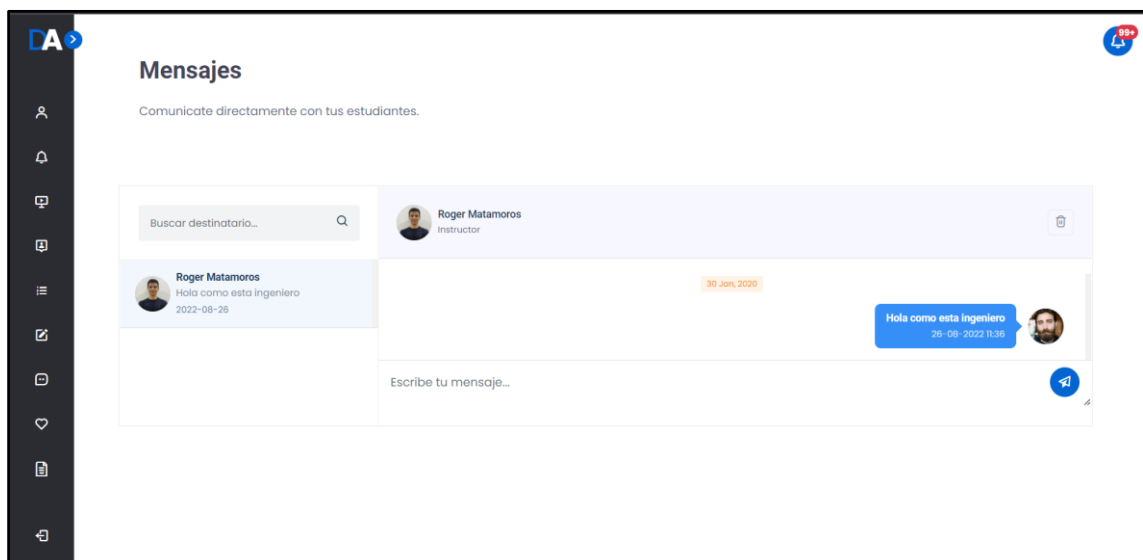 DA
99+
Mensajes
Comunicate directamente con tus estudiantes.
Buscar destinatario...
Roger Matamoros
Hola como esta ingeniero
2022-08-26
Roger Matamoros
Instructor
30 Jan, 2020
Hola como esta ingeniero
26-08-2022 11:36
Escribe tu mensaje...